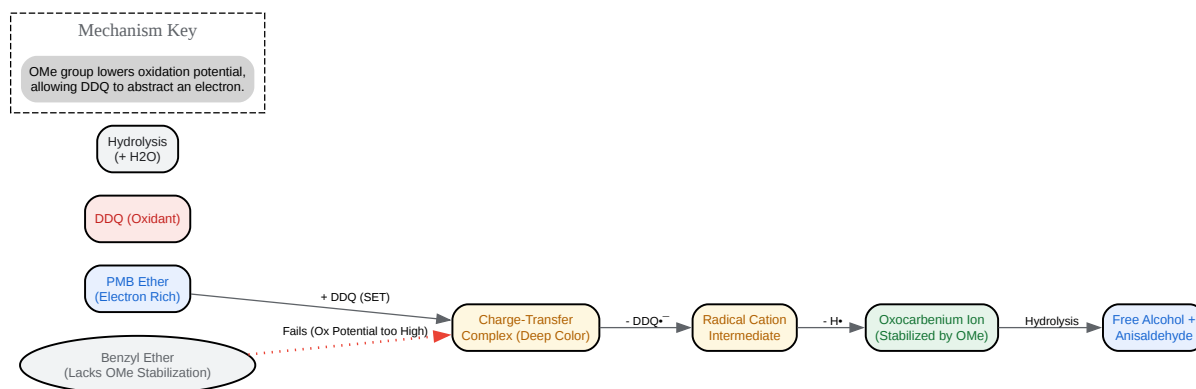 Mechanism Key
OMe group lowers oxidation potential,
allowing DDQ to abstract an electron.
Hydrolysis
(+ H2O)
DDQ (Oxidant)
PMB Ether
(Electron Rich)
+ DDQ (SET)
Fails (Ox Potential too High)
Benzyl Ether
(Lacks OMe Stabilization)
Charge-Transfer
Complex (Deep Color)
- DDQ•¯
Radical Cation
Intermediate
- H•
Oxocarbenium Ion
(Stabilized by OMe)
Hydrolysis
Free Alcohol +
Anisaldehyde